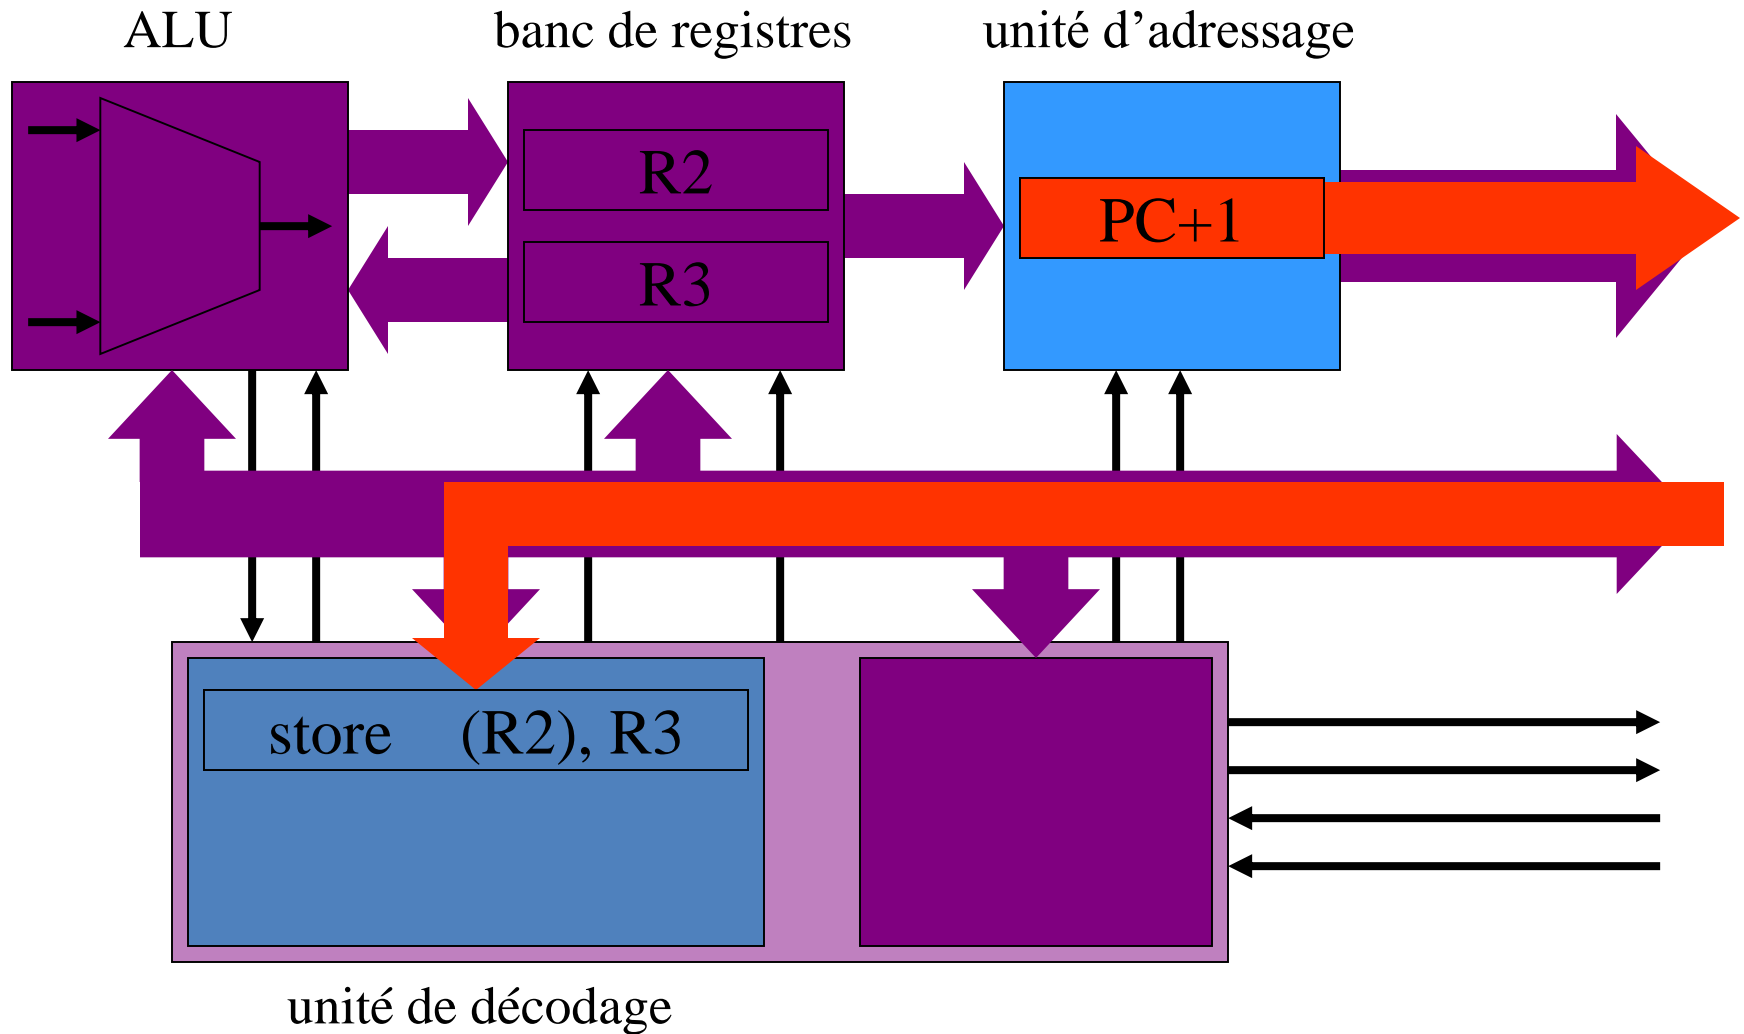 ALU
banc de registres
unité d’adressage
R2
R3
PC+1
store (R2), R3
unité de décodage